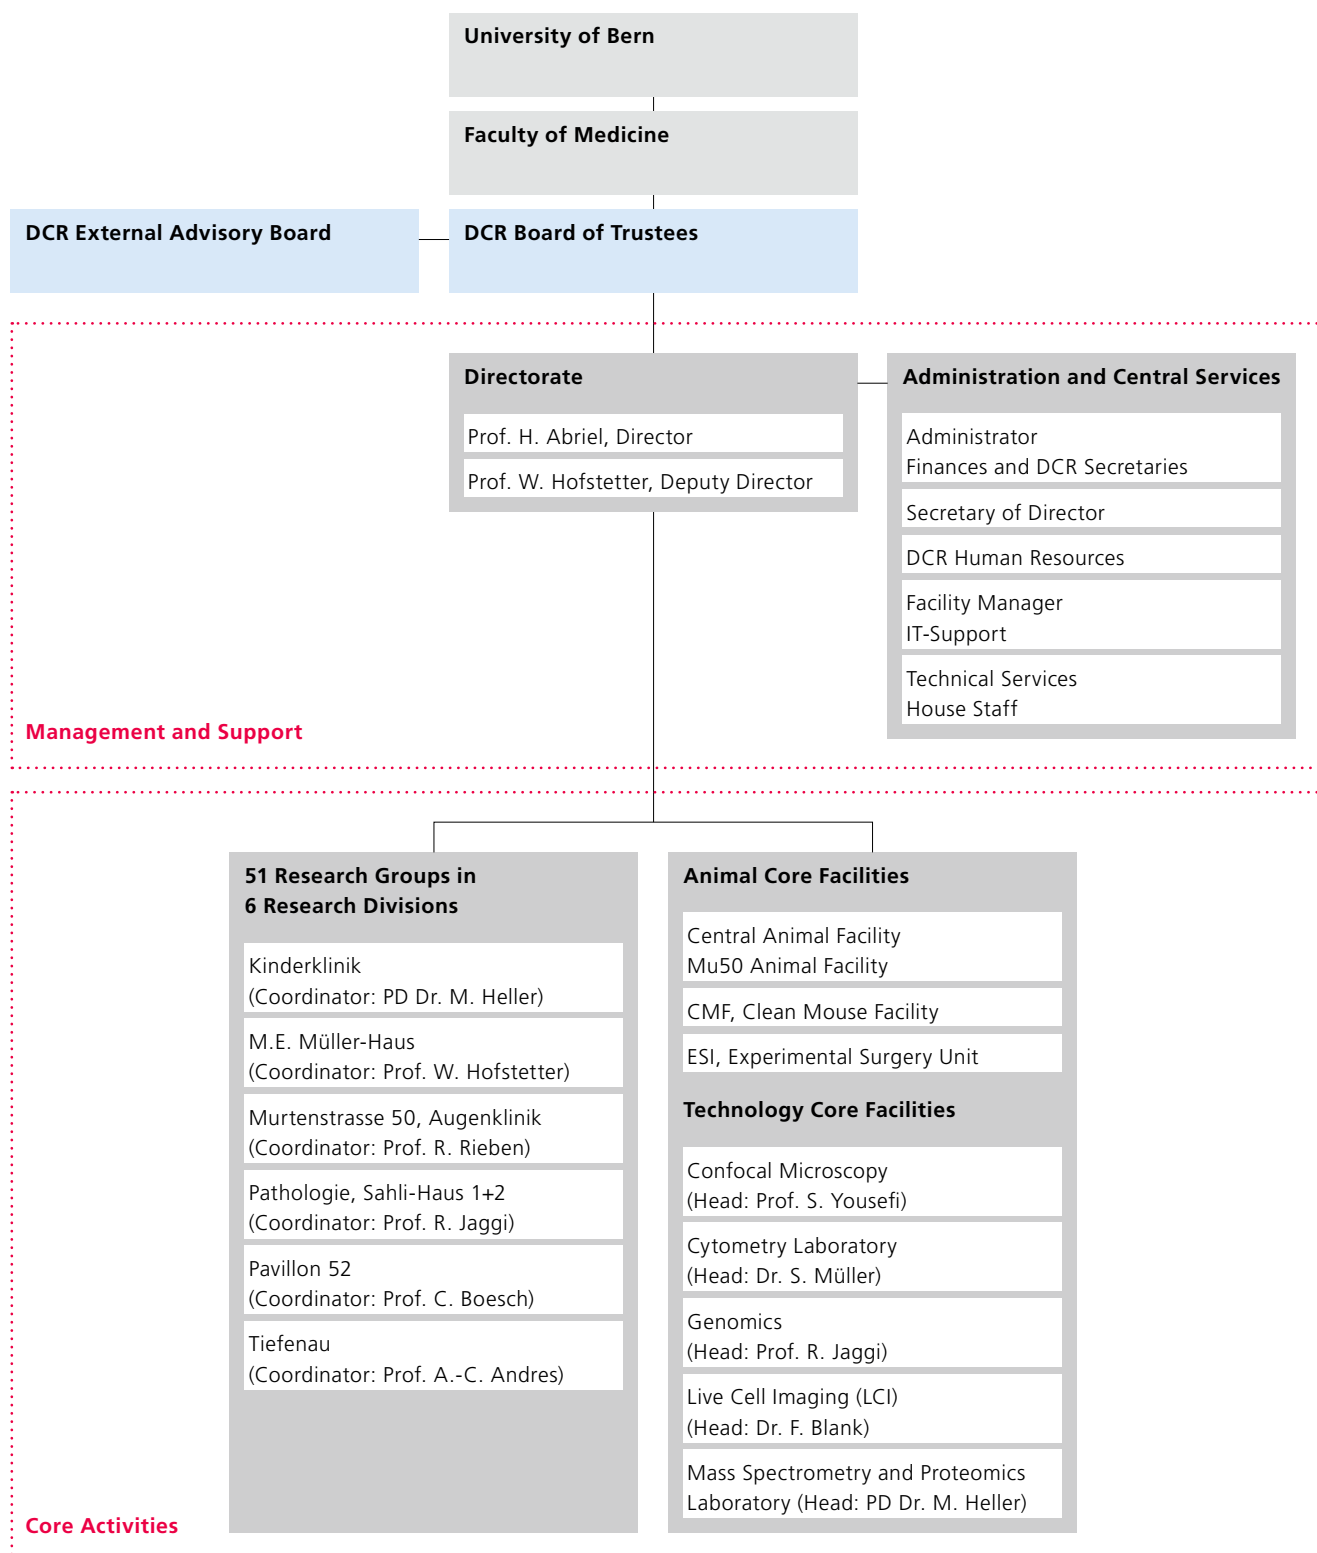 University of Bern
Faculty of Medicine
DCR External Advisory Board
DCR Board of Trustees
Directorate
Prof. H. Abriel, Director
Prof. W. Hofstetter, Deputy Director
Administration and Central Services
Administrator
Finances and DCR Secretaries
Secretary of Director
DCR Human Resources
Facility Manager
IT-Support
Technical Services
House Staff
Management and Support
51 Research Groups in
6 Research Divisions
Kinderklinik
(Coordinator: PD Dr. M. Heller)
M.E. Müller-Haus
(Coordinator: Prof. W. Hofstetter)
Murtenstrasse 50, Augenklinik
(Coordinator: Prof. R. Rieben)
Pathologie, Sahli-Haus 1+2
(Coordinator: Prof. R. Jaggi)
Pavillon 52
(Coordinator: Prof. C. Boesch)
Tiefenau
(Coordinator: Prof. A.-C. Andres)
Animal Core Facilities
Central Animal Facility
Mu50 Animal Facility
CMF, Clean Mouse Facility
ESI, Experimental Surgery Unit
Technology Core Facilities
Confocal Microscopy
(Head: Prof. S. Yousefi)
Cytometry Laboratory
(Head: Dr. S. Müller)
Genomics
(Head: Prof. R. Jaggi)
Live Cell Imaging (LCI)
(Head: Dr. F. Blank)
Mass Spectrometry and Proteomics
Laboratory (Head: PD Dr. M. Heller)
Core Activities